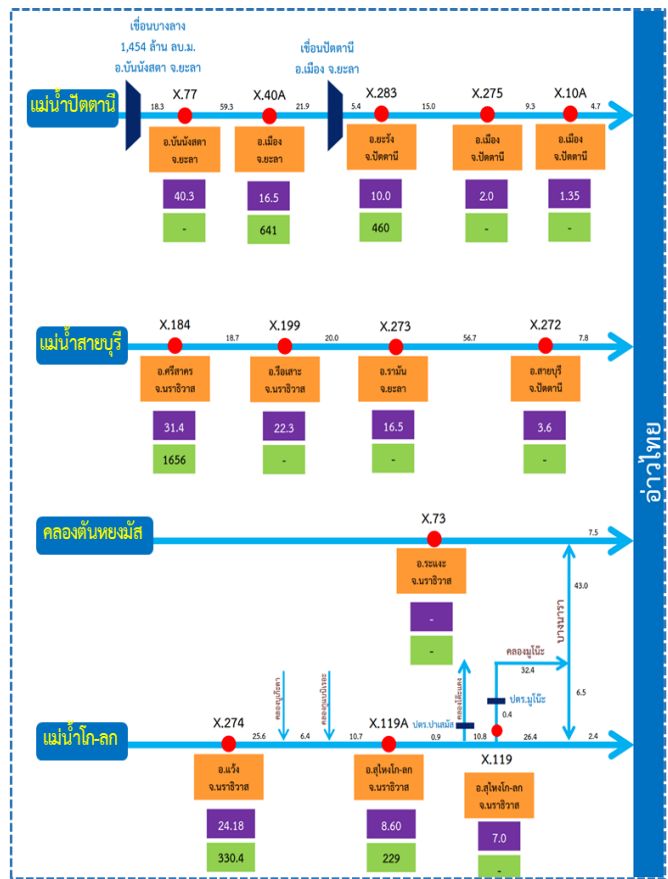 เขื่อนบางลาง
1,454 ล้าน ลบ.ม.
อ.บันนังสตา จ.ยะลา
เขื่อนปัตตานี
อ.เมือง จ.ยะลา
แม่น้ำปัตตานี
X.77
X.40A
X.283
X.275
X.10A
18.3
59.3
21.9
5.4
15.0
9.3
4.7
อ.บันนังสตา
จ.ยะลา
อ.เมือง
จ.ยะลา
อ.ยะรัง
จ.ปัตตานี
อ.เมือง
จ.ปัตตานี
อ.เมือง
จ.ปัตตานี
40.3
16.5
10.0
2.0
1.35
-
641
460
-
-
แม่น้ำสายบุรี
X.184
X.199
X.273
X.272
18.7
20.0
56.7
7.8
อ.ศรีสาคร
จ.นราธิวาส
อ.รือเสาะ
จ.นราธิวาส
อ.รามัน
จ.ยะลา
อ.สายบุรี
จ.ปัตตานี
31.4
22.3
16.5
3.6
1656
-
-
-
อ่าวไทย
คลองตันหยงมัส
X.73
7.5
อ.ระแงะ
จ.นราธิวาส
-
-
บางนารา
43.0
6.5
คลองมูโน๊ะ
32.4
ปตร.มูโน๊ะ
0.4
คลองโต๊ะแดง
ปตร.ปาเสมัส
แม่น้ำโก-ลก
X.274
X.119A
X.119
25.6
6.4
10.7
0.9
10.8
26.4
2.4
อ.แว้ง
จ.นราธิวาส
อ.สุไหงโก-ลก
จ.นราธิวาส
อ.สุไหงโก-ลก
จ.นราธิวาส
24.18
8.60
7.0
330.4
229
-